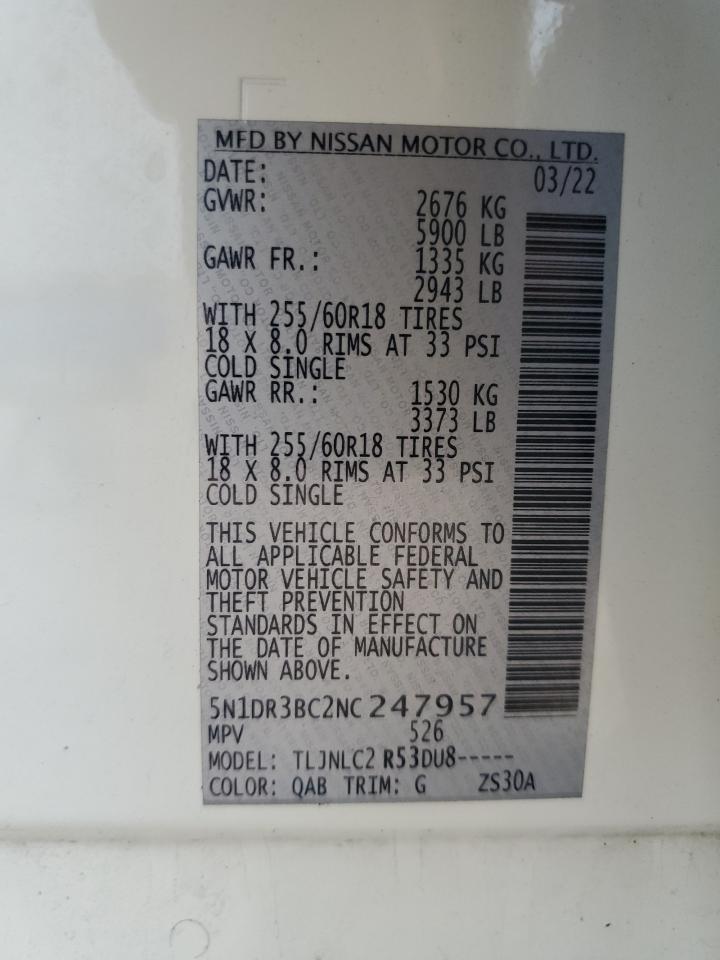 MFD BY NISSAN MOTOR CO., LTD.
DATE: 03/22
GVWR: 2676 KG
5900 LB
GAWR FR.: 1335 KG
2943 LB
WITH 255/60R18 TIRES
18 X 8.0 RIMS AT 33 PSI
COLD SINGLE
GAWR RR.: 1530 KG
3373 LB
WITH 255/60R18 TIRES
18 X 8.0 RIMS AT 33 PSI
COLD SINGLE
THIS VEHICLE CONFORMS TO
ALL APPLICABLE FEDERAL
MOTOR VEHICLE SAFETY AND
THEFT PREVENTION
STANDARDS IN EFFECT ON
THE DATE OF MANUFACTURE
SHOWN ABOVE.
5N1DR3BC2NC247957
MPV 526
MODEL: TLJNLC2 R53DU8-----
COLOR: QAB TRIM: G ZS30A